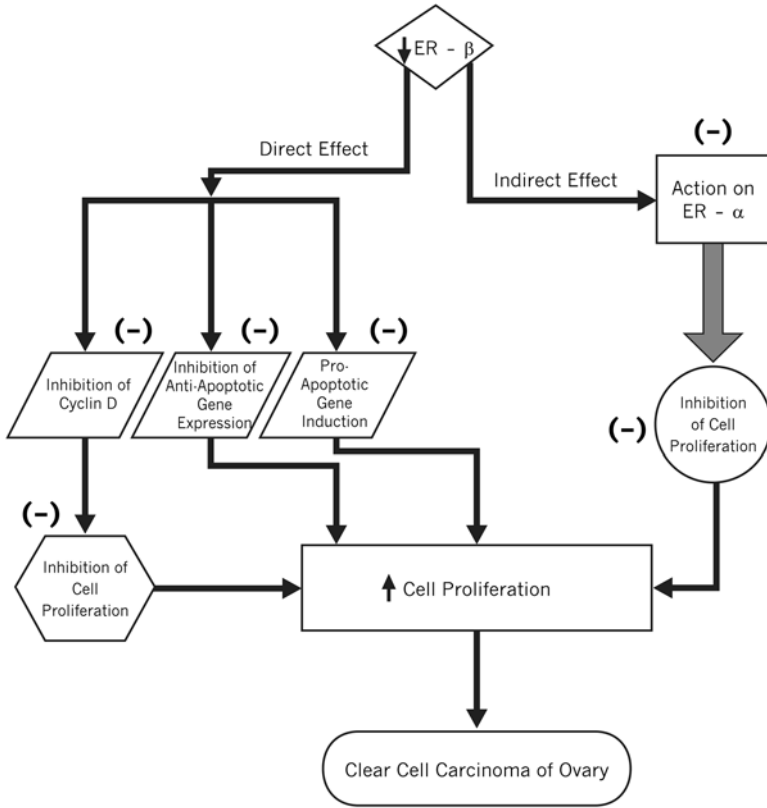 ↓ ER - β
Direct Effect
Indirect Effect
(-)
Action on
ER - α
(-)
Inhibition of
Cyclin D
(-)
Inhibition of
Anti-Apoptotic
Gene
Expression
(-)
Pro-
Apoptotic
Gene
Induction
(-)
Inhibition
of Cell
Proliferation
(-)
Inhibition of
Cell
Proliferation
↑ Cell Proliferation
Clear Cell Carcinoma of Ovary